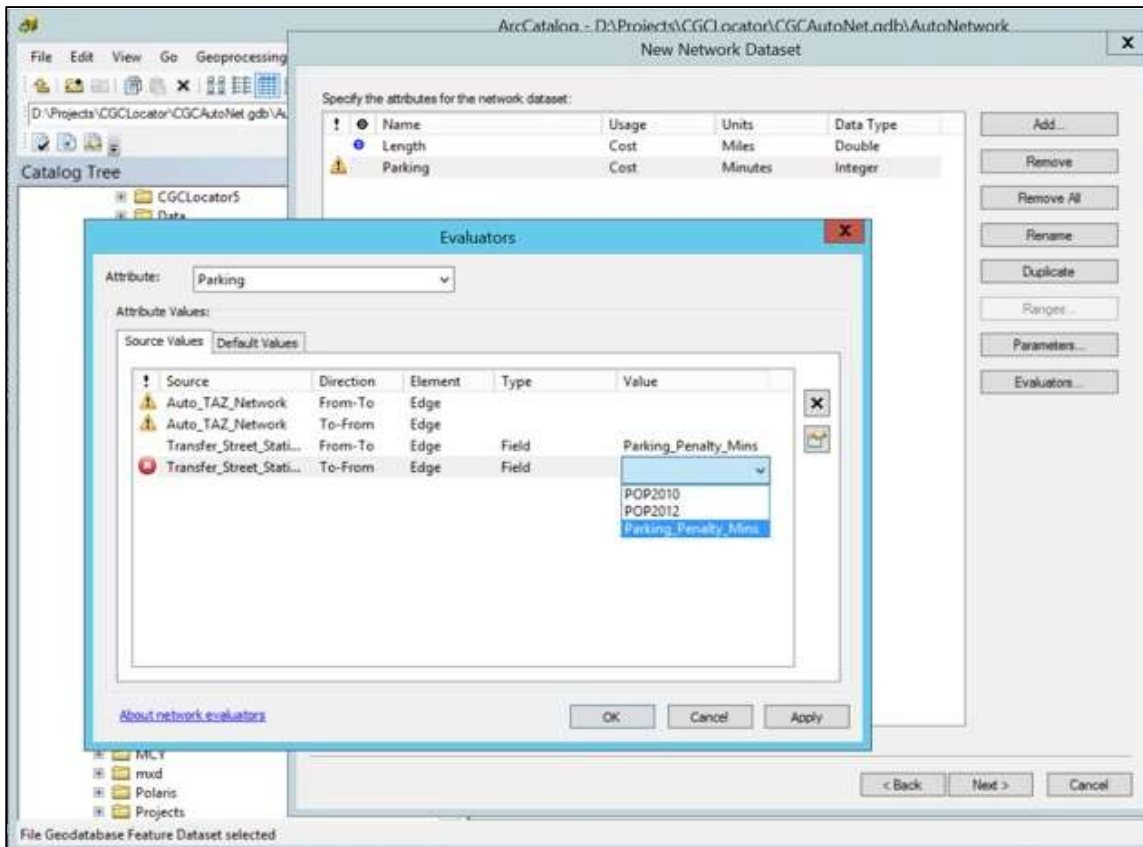 ArcCatalog - D:\Projects\CGCLocator\CGCAutoNet.gdb\AutoNetwork
File Edit View Go Geoprocessing
New Network Dataset
X
D:\Projects\CGCLocator\CGCAutoNet.gdb\Au
Catalog Tree
CGCLocator5
Data
Specify the attributes for the network dataset:
! Name Usage Units Data Type
Length Cost Miles Double
Parking Cost Minutes Integer
Add...
Remove
Remove All
Rename
Duplicate
Ranges...
Parameters...
Evaluators...
Evaluators
x
Attribute: Parking
Attribute Values:
Source Values Default Values
! Source Direction Element Type Value
Auto_TAZ_Network From-To Edge
Auto_TAZ_Network To-From Edge
Transfer_Street_Stati... From-To Edge Field Parking_Penalty_Mins
Transfer_Street_Stati... To-From Edge Field
POP2010
POP2012
Parking_Penalty_Mins
About network evaluators
OK Cancel Apply
MCY
mxd
Polaris
Projects
< Back Next > Cancel
File Geodatabase Feature Dataset selected